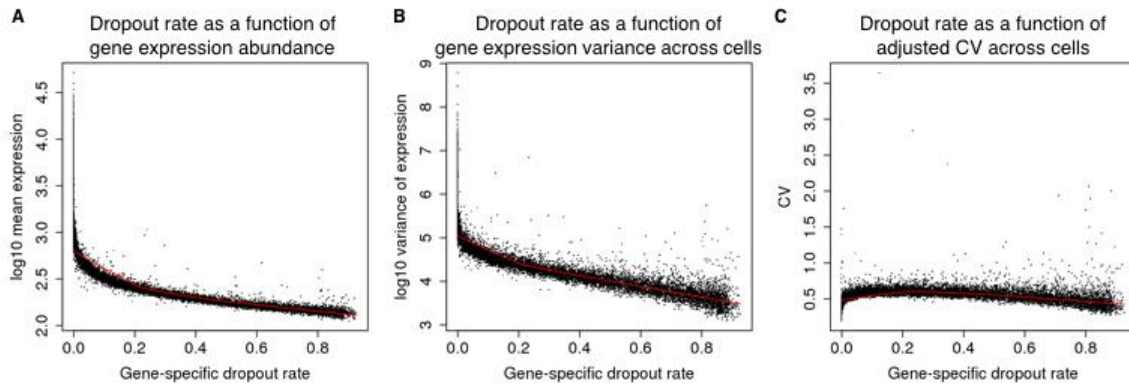 A
Dropout rate as a function of
gene expression abundance
log10 mean expression
4.5
4.0
3.5
3.0
2.5
2.0
0.0 0.2 0.4 0.6 0.8
Gene-specific dropout rate
B
Dropout rate as a function of
gene expression variance across cells
log10 variance of expression
9
8
7
6
5
4
3
0.0 0.2 0.4 0.6 0.8
Gene-specific dropout rate
C
Dropout rate as a function of
adjusted CV across cells
CV
3.5
3.0
2.5
2.0
1.5
1.0
0.5
0.0 0.2 0.4 0.6 0.8
Gene-specific dropout rate